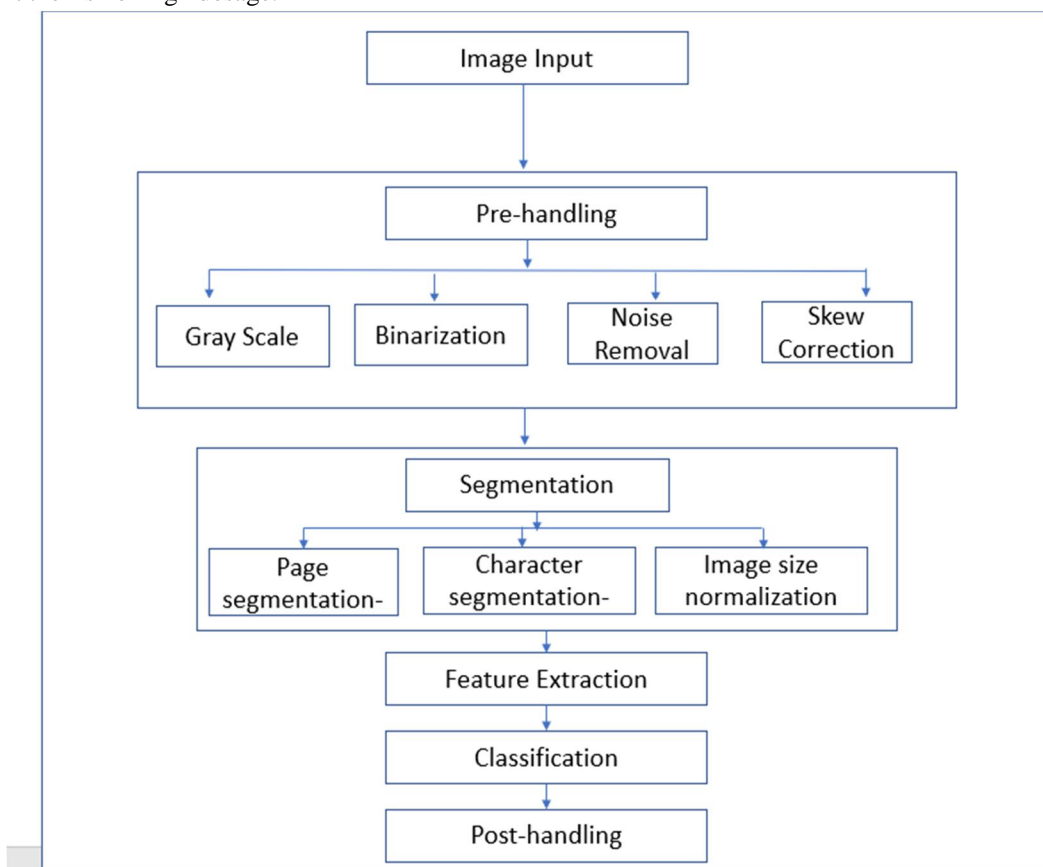 Image Input
Pre-handling
Gray Scale
Binarization
Noise
Removal
Skew
Correction
Segmentation
Page
segmentation-
Character
segmentation-
Image size
normalization
Feature Extraction
Classification
Post-handling